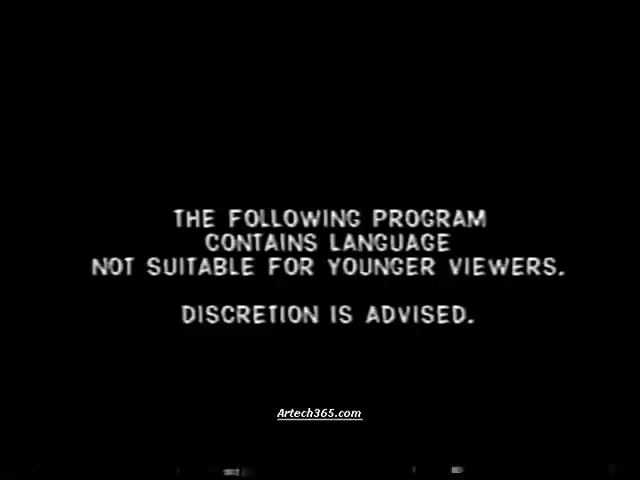 THE FOLLOWING PROGRAM
CONTAINS LANGUAGE
NOT SUITABLE FOR YOUNGER VIEWERS.
DISCRETION IS ADVISED.
Artech365.com